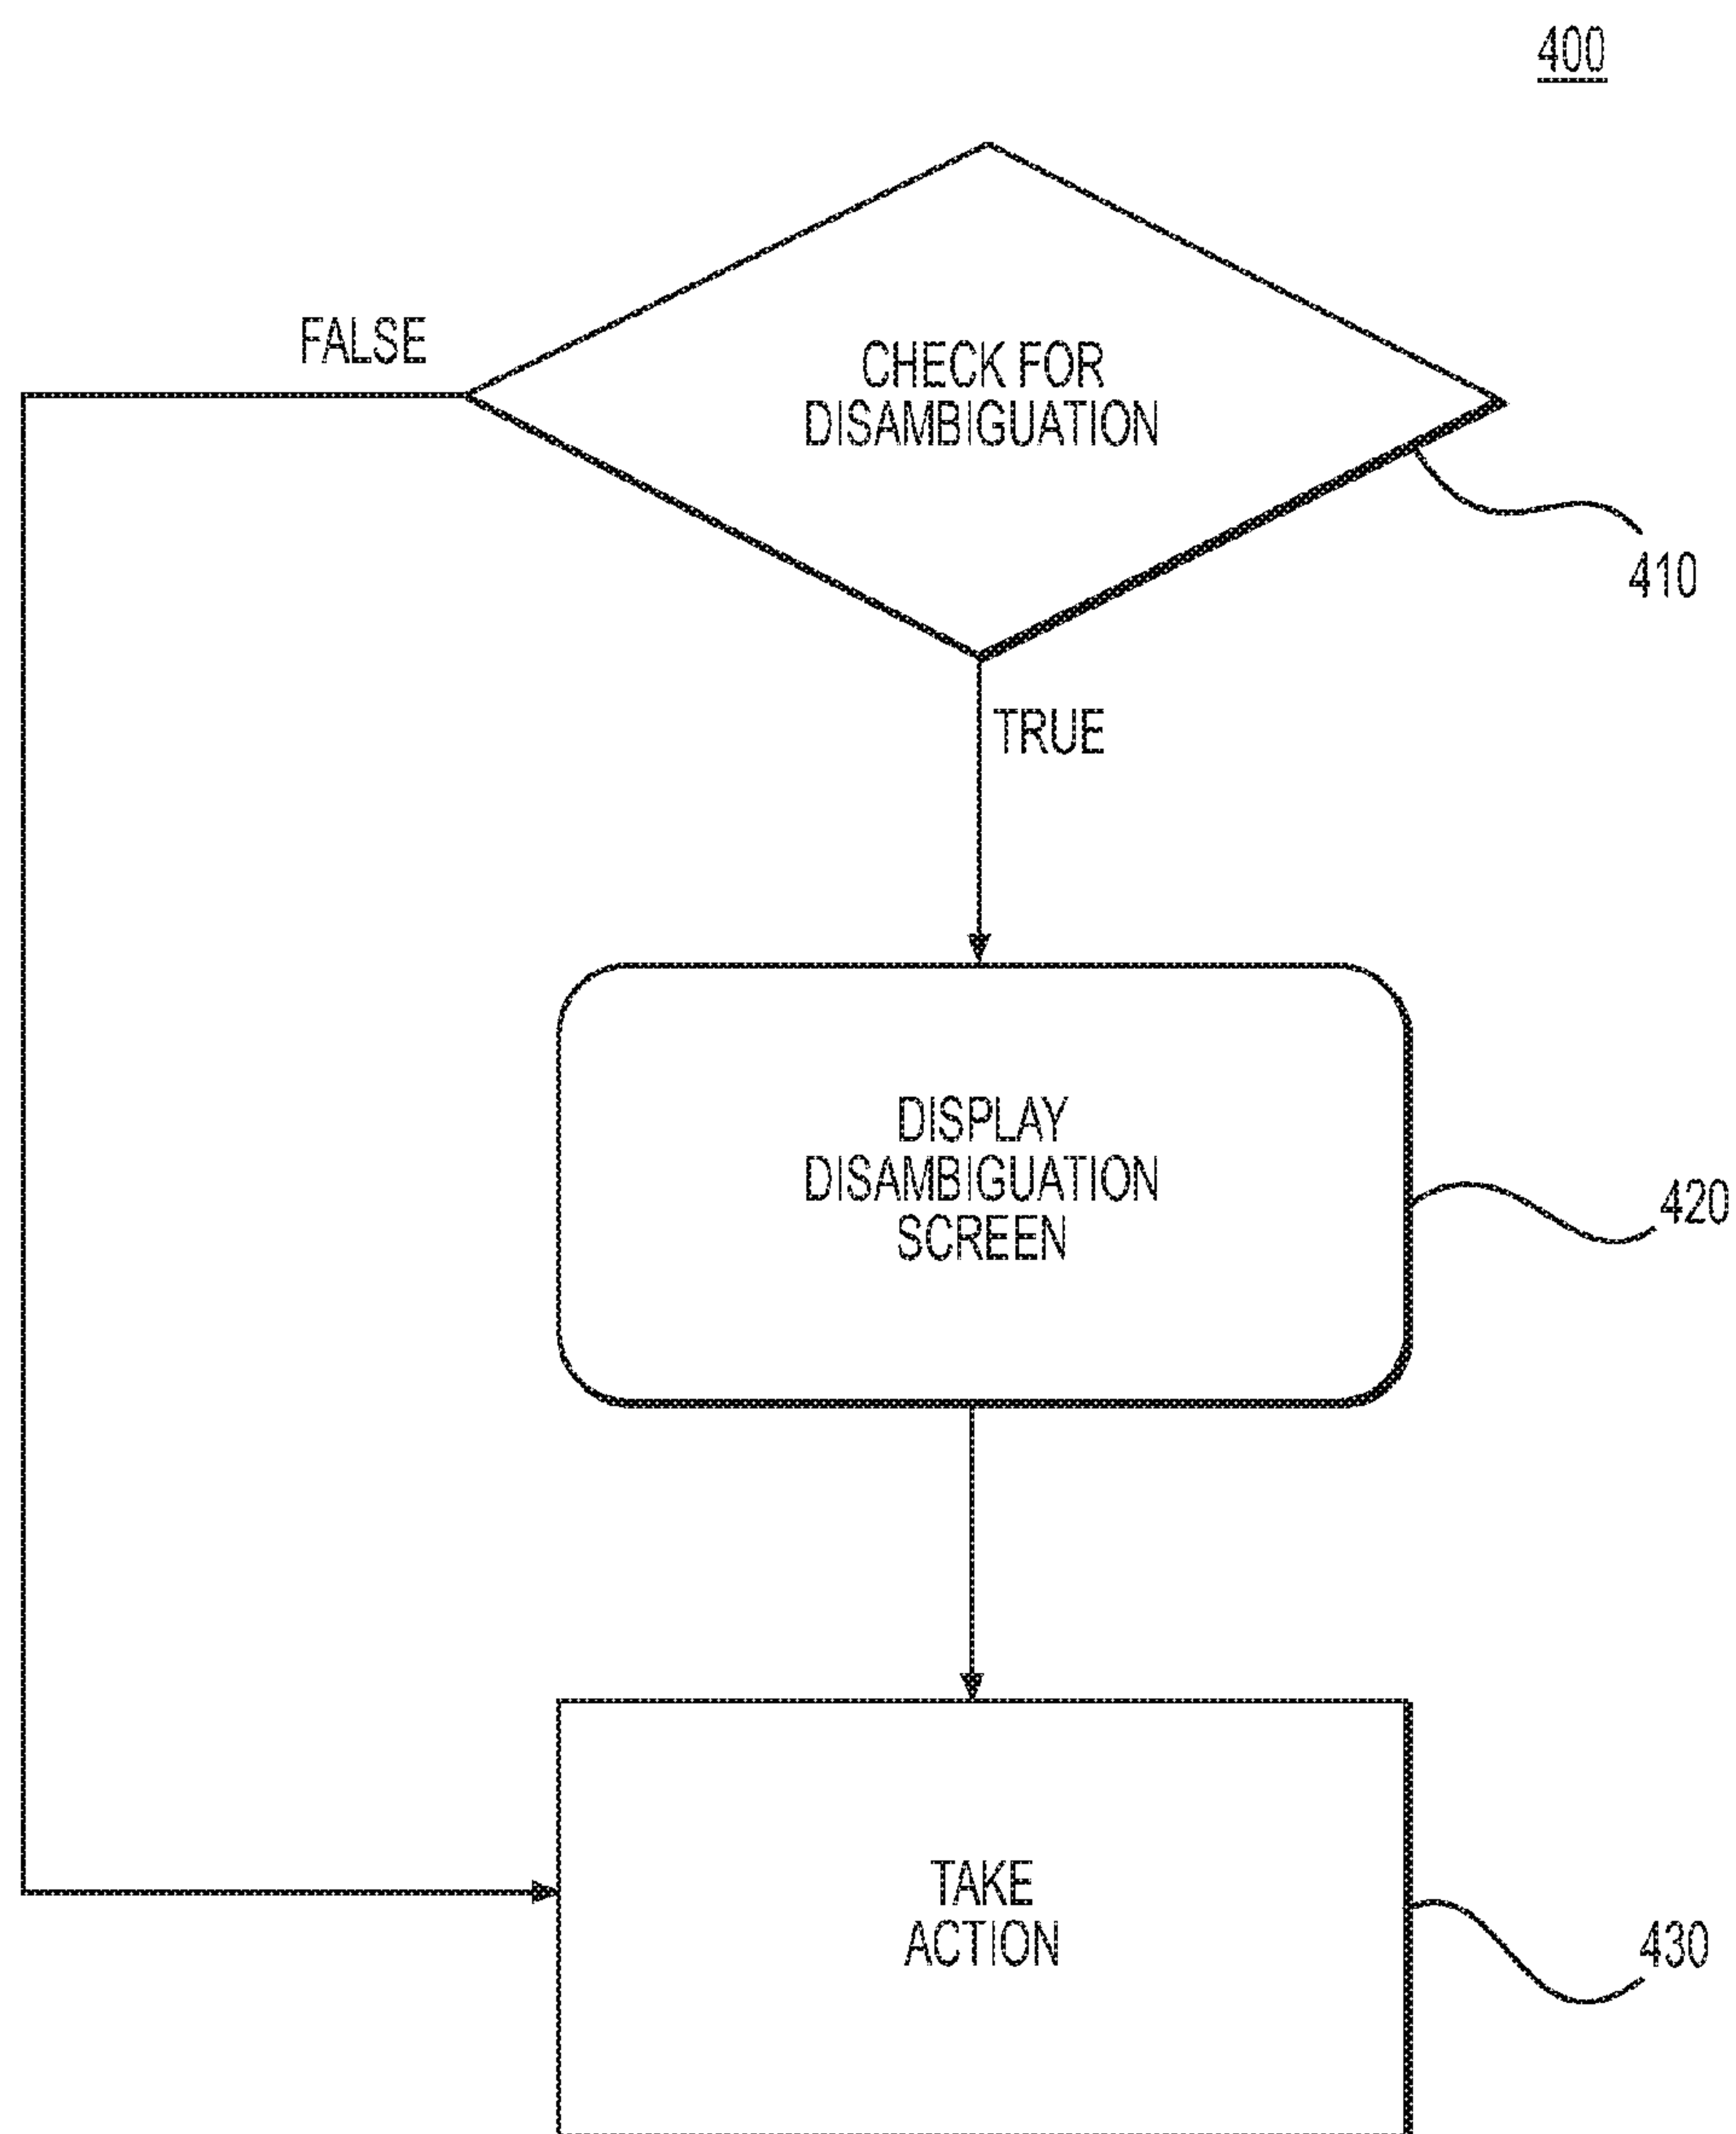 400
FALSE
CHECK FOR
DISAMBIGUATION
410
TRUE
DISPLAY
DISAMBIGUATION
SCREEN
420
TAKE
ACTION
430